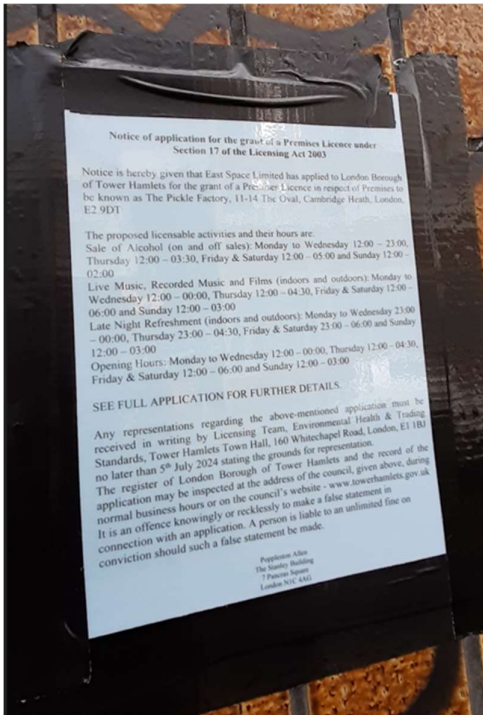 Notice of application for the grant of a Premises Licence under
Section 17 of the Licensing Act 2003
Notice is hereby given that East Space Limited has applied to London Borough
of Tower Hamlets for the grant of a Premises Licence in respect of Premises to
be known as The Pickle Factory, 11-14 The Oval, Cambridge Heath, London,
E2 9DT
The proposed licensable activities and their hours are:
Sale of Alcohol (on and off sales): Monday to Wednesday 12:00 – 23:00,
Thursday 12:00 – 03:30, Friday & Saturday 12:00 – 05:00 and Sunday 12:00 –
02:00
Live Music, Recorded Music and Films (indoors and outdoors): Monday to
Wednesday 12:00 – 00:00, Thursday 12:00 – 04:30, Friday & Saturday 12:00 –
06:00 and Sunday 12:00 – 03:00
Late Night Refreshment (indoors and outdoors): Monday to Wednesday 23:00
– 00:00, Thursday 23:00 – 04:30, Friday & Saturday 23:00 – 06:00 and Sunday
12:00 – 03:00
Opening Hours: Monday to Wednesday 12:00 – 00:00, Thursday 12:00 – 04:30,
Friday & Saturday 12:00 – 06:00 and Sunday 12:00 – 03:00
SEE FULL APPLICATION FOR FURTHER DETAILS.
Any representations regarding the above-mentioned application must be
received in writing by Licensing Team, Environmental Health & Trading
Standards, Tower Hamlets Town Hall, 160 Whitechapel Road, London, E1 1BJ
no later than 5th July 2024 stating the grounds for representation.
The register of London Borough of Tower Hamlets and the record of the
application may be inspected at the address of the council, given above, during
normal business hours or on the council's website - www.towerhamlets.gov.uk
It is an offence knowingly or recklessly to make a false statement in
connection with an application. A person is liable to an unlimited fine on
conviction should such a false statement be made.
Poppleston Allen
The Stanley Building
7 Pancras Square
London N1C 4AG